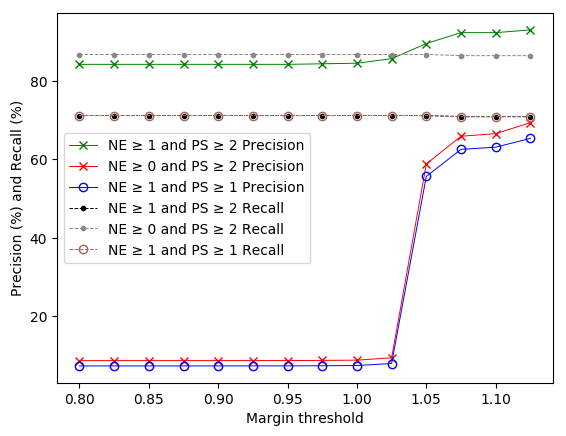 Precision (%) and Recall (%)
80
60
40
20
NE ≥ 1 and PS ≥ 2 Precision
NE ≥ 0 and PS ≥ 2 Precision
NE ≥ 1 and PS ≥ 1 Precision
NE ≥ 1 and PS ≥ 2 Recall
NE ≥ 0 and PS ≥ 2 Recall
NE ≥ 1 and PS ≥ 1 Recall
0.80 0.85 0.90 0.95 1.00 1.05 1.10
Margin threshold